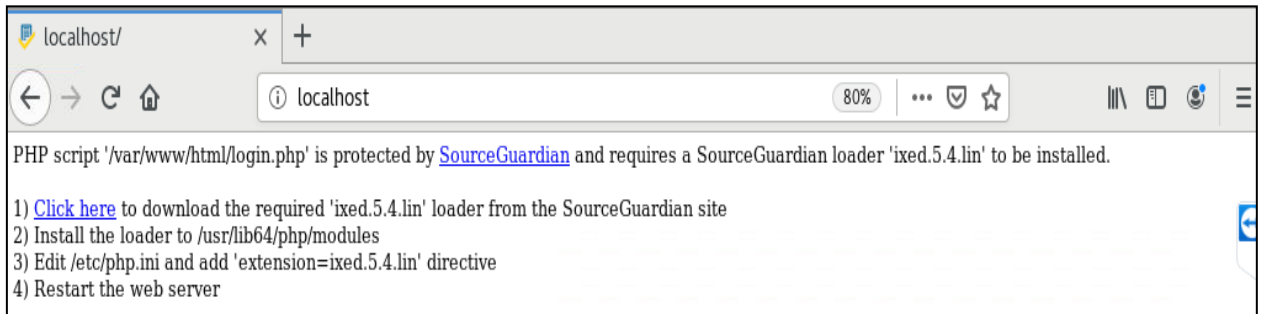 localhost/
localhost
80%
PHP script '/var/www/html/login.php' is protected by SourceGuardian and requires a SourceGuardian loader 'ixed.5.4.lin' to be installed.
1) Click here to download the required 'ixed.5.4.lin' loader from the SourceGuardian site
2) Install the loader to /usr/lib64/php/modules
3) Edit /etc/php.ini and add 'extension=ixed.5.4.lin' directive
4) Restart the web server